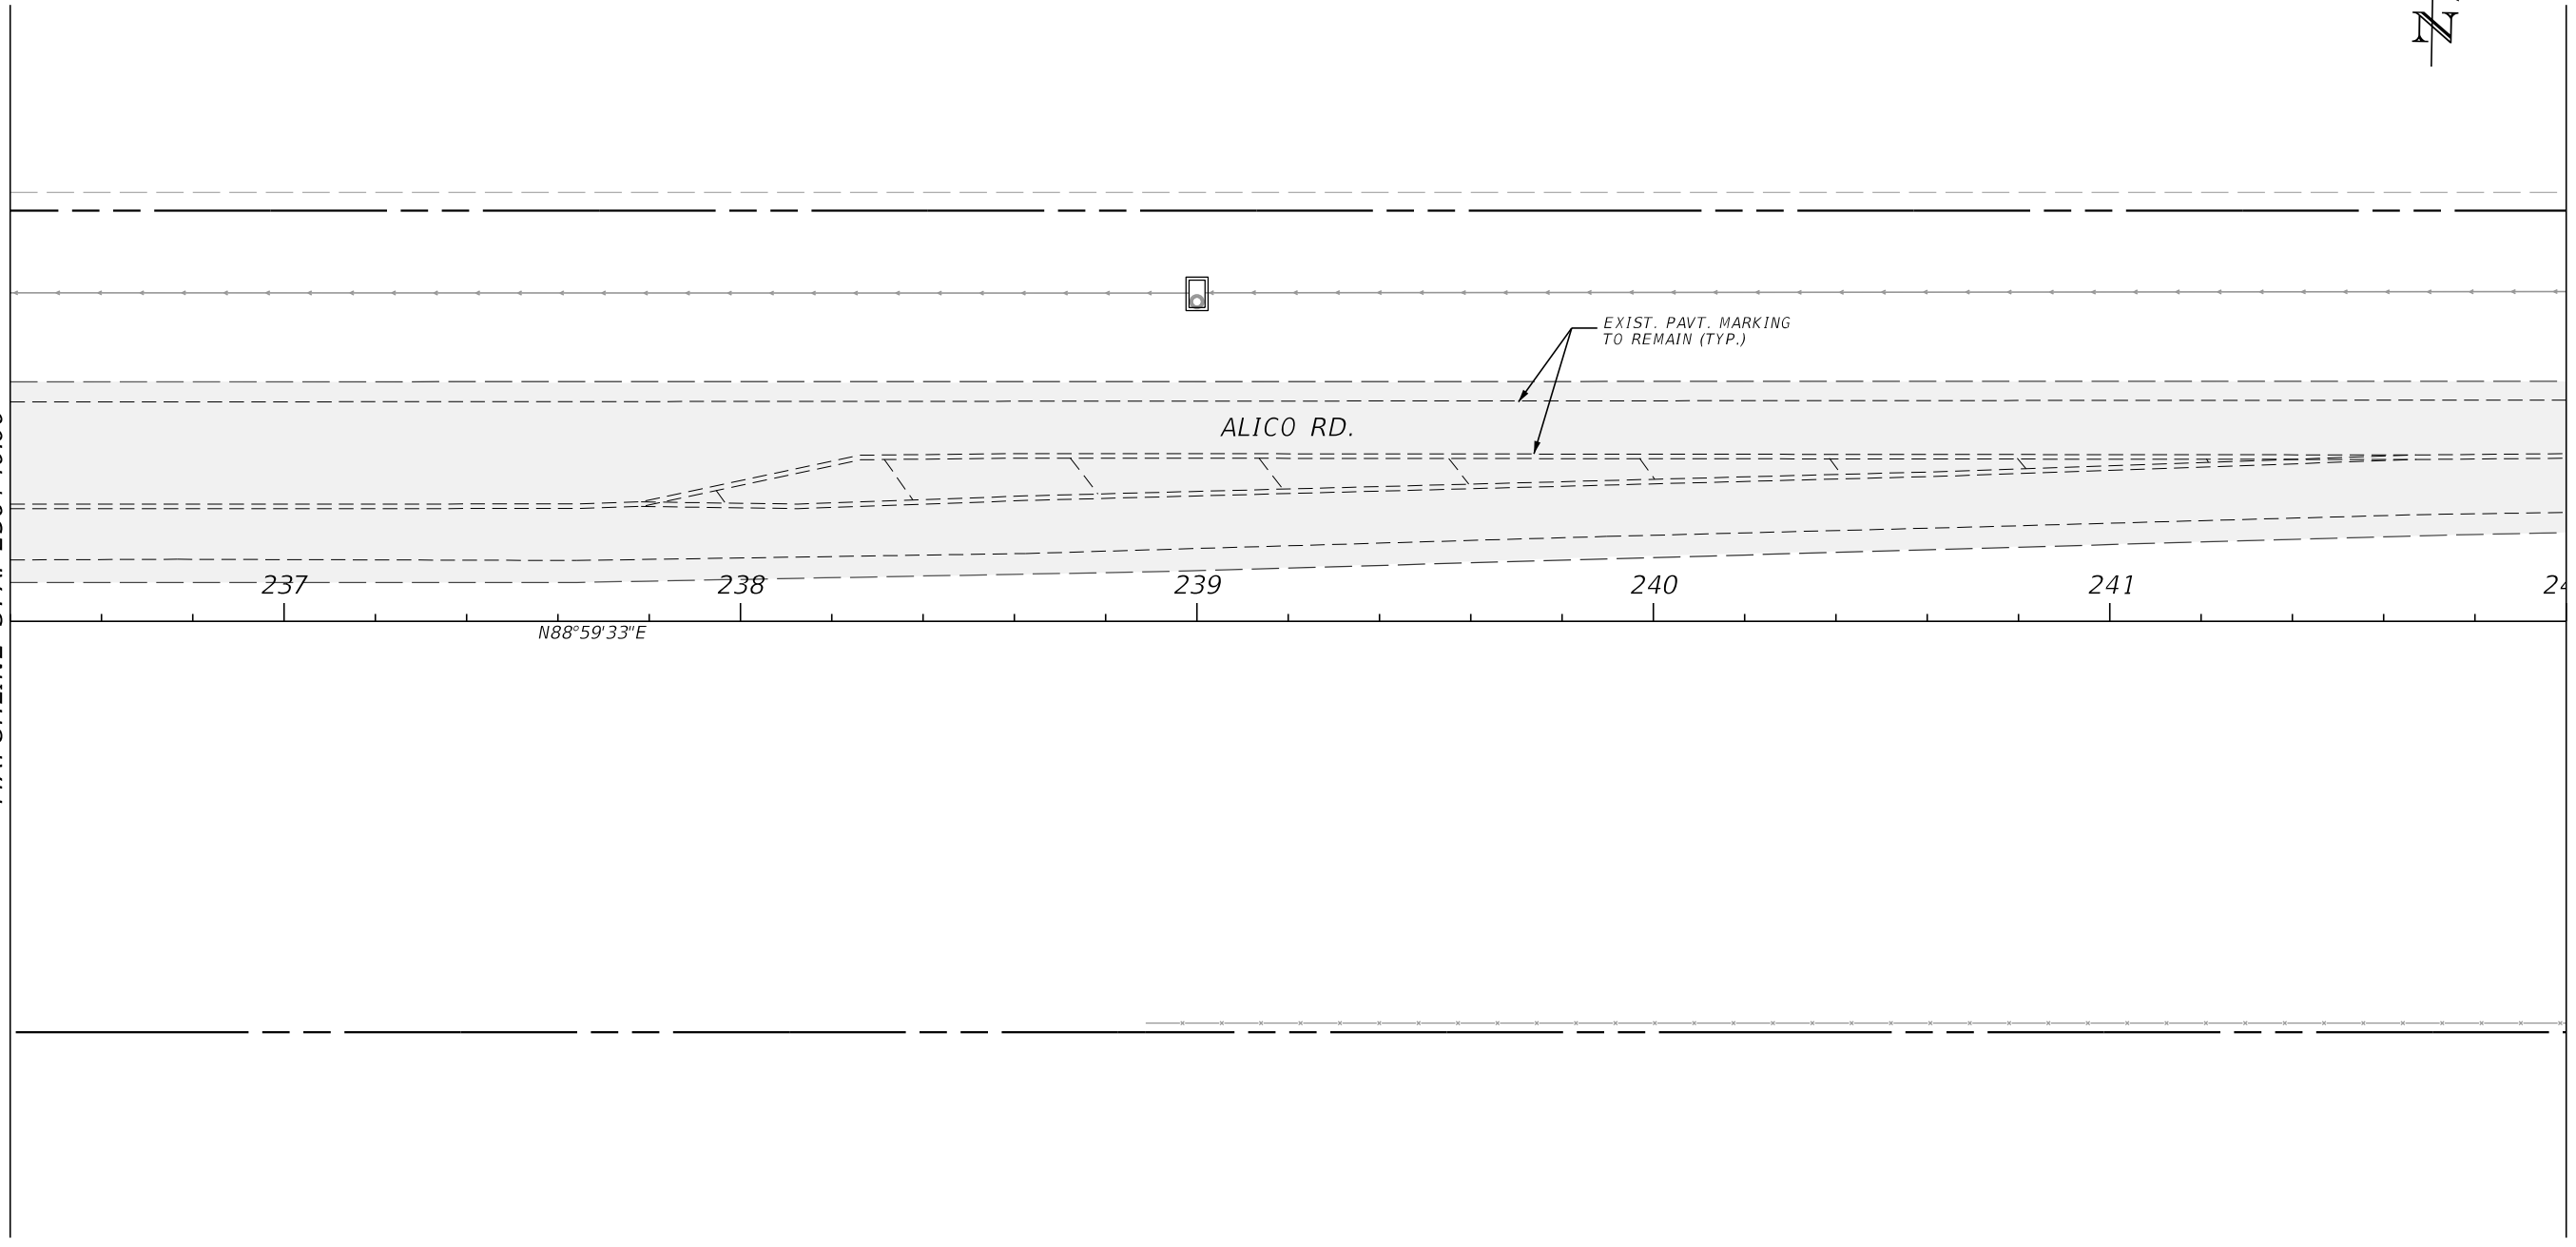 N
EXIST. PAVT. MARKING
TO REMAIN (TYP.)
ALICO RD.
237
238
239
240
241
N88°59'33"E